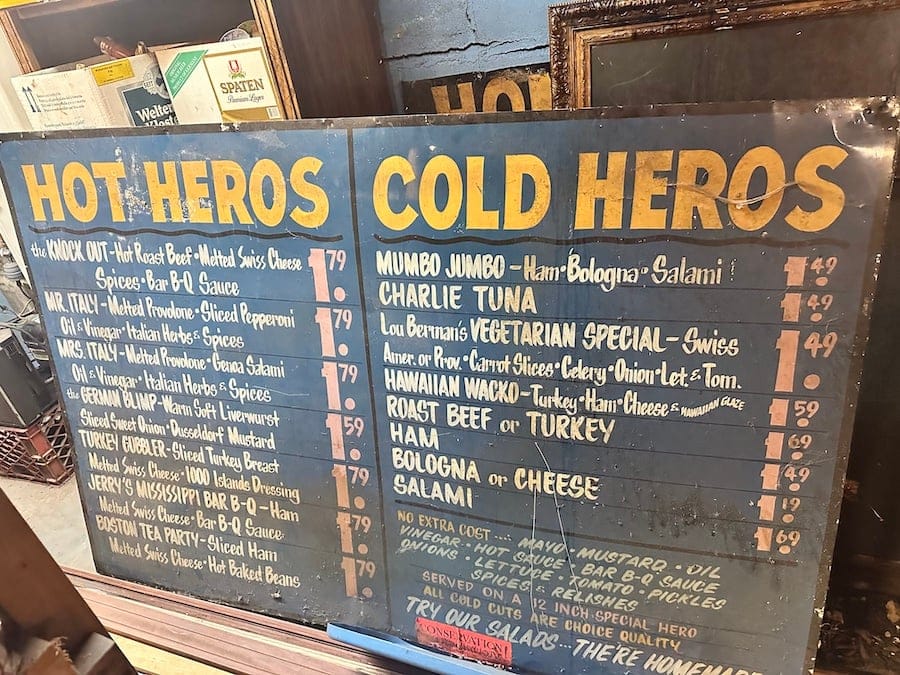 SPATEN
Premium Lager
HO
HOT HEROS
the KNOCK OUT-Hot Roast Beef·Melted Swiss Cheese 1.79
Spices·Bar B-Q Sauce
MR. ITALY-Melted Provolone·Sliced Pepperoni 1.79
Oil & Vinegar·Italian Herbs & Spices
MRS. ITALY-Melted Provolone·Genoa Salami 1.79
Oil & Vinegar·Italian Herbs & Spices
the GERMAN BLIMP-Warm Soft Liverwurst 1.59
Sliced Sweet Onion·Dusseldorf Mustard
TURKEY GOBBLER-Sliced Turkey Breast 1.79
Melted Swiss Cheese·1000 Islands Dressing
JERRY'S MISSISSIPPI BAR B-Q-Ham 1.79
Melted Swiss Cheese·Bar B-Q Sauce
BOSTON TEA PARTY-Sliced Ham 1.79
Melted Swiss Cheese·Hot Baked Beans
COLD HEROS
MUMBO JUMBO-Ham·Bologna·Salami 1.49
CHARLIE TUNA 1.49
Lou Berman's VEGETARIAN SPECIAL-Swiss 1.49
Amer. or Prov.·Carrot Slices·Celery·Onion·Let. & Tom.
HAWAIIAN WACKO-Turkey·Ham·Cheese & HAWAIIAN GLAZE 1.59
ROAST BEEF or TURKEY 1.69
HAM 1.49
BOLOGNA or CHEESE 1.19
SALAMI 1.69
NO EXTRA COST.... MAYO·MUSTARD·OIL
VINEGAR·HOT SAUCE·BAR B-Q SAUCE
ONIONS·LETTUCE·TOMATO·PICKLES
SPICES & RELISHES
SERVED ON A 12 INCH SPECIAL HERO
ALL COLD CUTS ARE CHOICE QUALITY
TRY OUR SALADS...THERE HOMEMADE
CONSERVATION